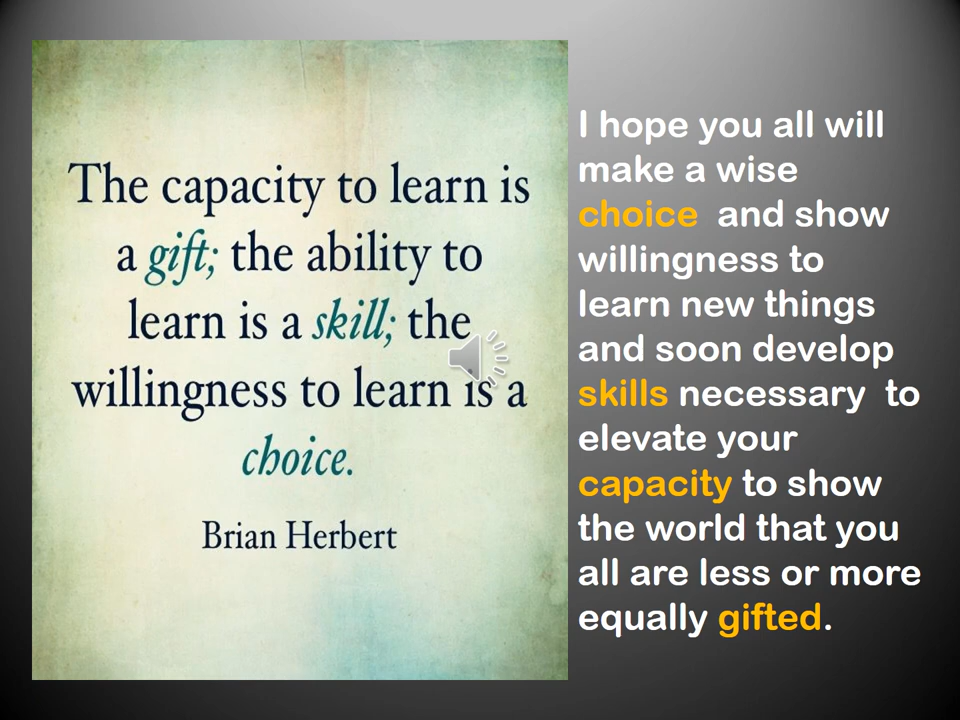 The capacity to learn is
a gift; the ability to
learn is a skill; the
willingness to learn is a
choice.
Brian Herbert
I hope you all will
make a wise
choice  and show
willingness to
learn new things
and soon develop
skills necessary  to
elevate your
capacity to show
the world that you
all are less or more
equally gifted.